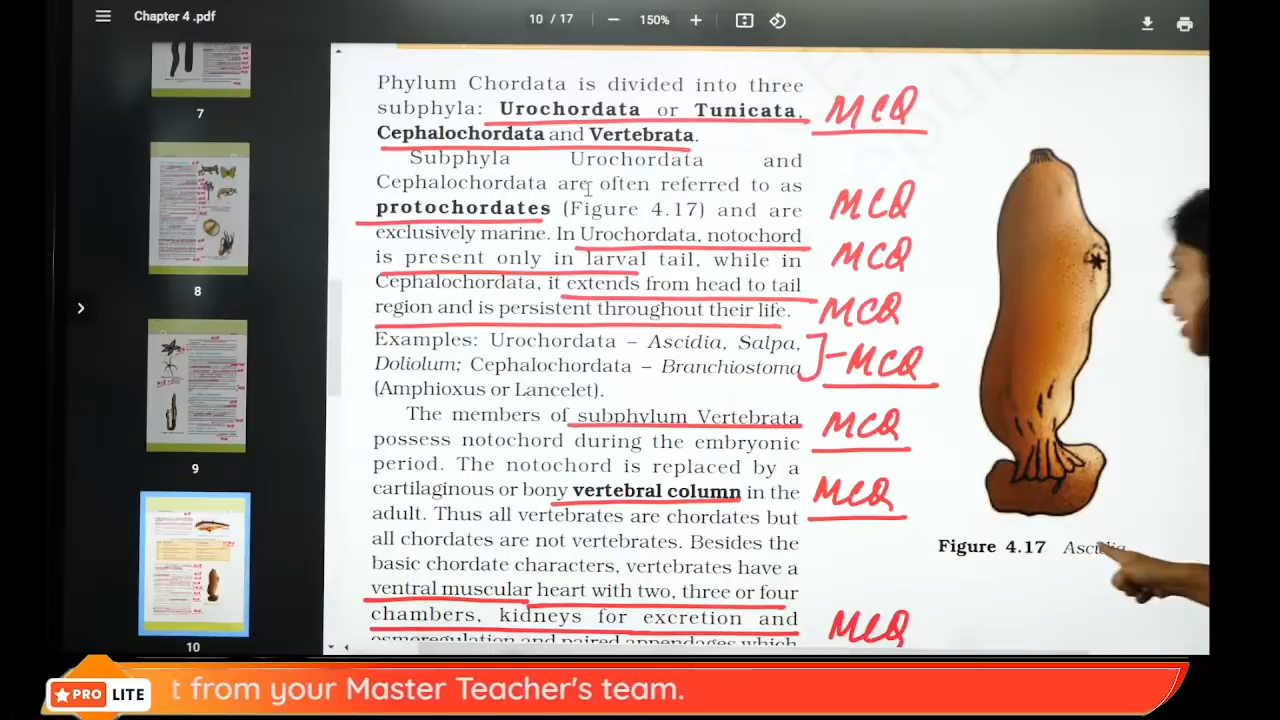 Chapter 4 .pdf
10 / 17
150%
7
8
9
10
Phylum Chordata is divided into three
subphyla: Urochordata or Tunicata,
Cephalochordata and Vertebrata.
Subphyla Urochordata and
Cephalochordata are often referred to as
protochordates (Figure 4.17) and are
exclusively marine. In Urochordata, notochord
is present only in larval tail, while in
Cephalochordata, it extends from head to tail
region and is persistent throughout their life.
Examples: Urochordata – Ascidia, Salpa,
Doliolum; Cephalochordata – Branchiostoma
(Amphioxus or Lancelet).
The members of subphylum Vertebrata
possess notochord during the embryonic
period. The notochord is replaced by a
cartilaginous or bony vertebral column in the
adult. Thus all vertebrates are chordates but
all chordates are not vertebrates. Besides the
basic chordate characters, vertebrates have a
ventral muscular heart with two, three or four
chambers, kidneys for excretion and
osmoregulation and paired appendages which
MCQ
MCQ
MCQ
MCQ
]-MCQ
MCQ
MCQ
MCQ
Figure 4.17 Ascidia
PRO LITE
t from your Master Teacher's team.